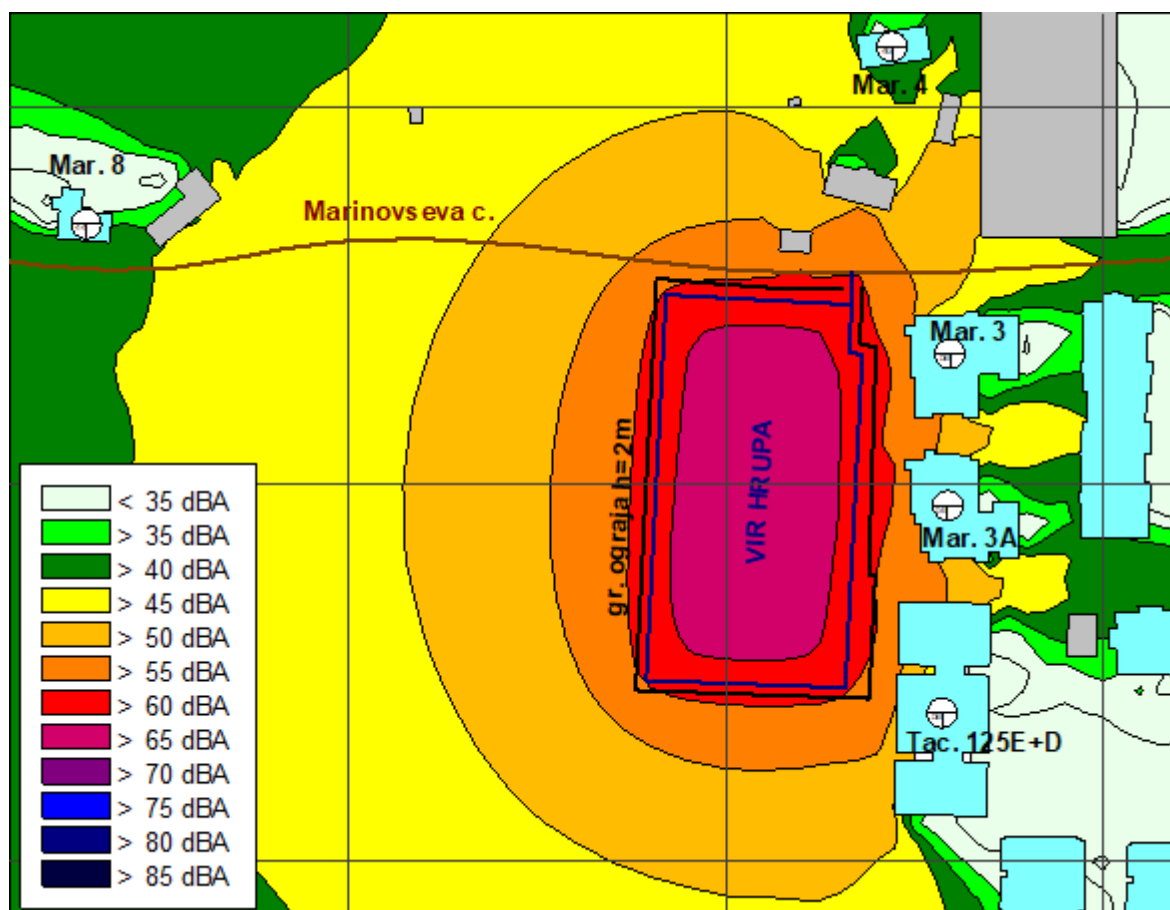 Mar. 4
Mar. 8
Marinovseva c.
Mar. 3
gr. ograja h=2m
VIR HRUPA
Mar. 3A
Tac. 125E+D
< 35 dBA
> 35 dBA
> 40 dBA
> 45 dBA
> 50 dBA
> 55 dBA
> 60 dBA
> 65 dBA
> 70 dBA
> 75 dBA
> 80 dBA
> 85 dBA